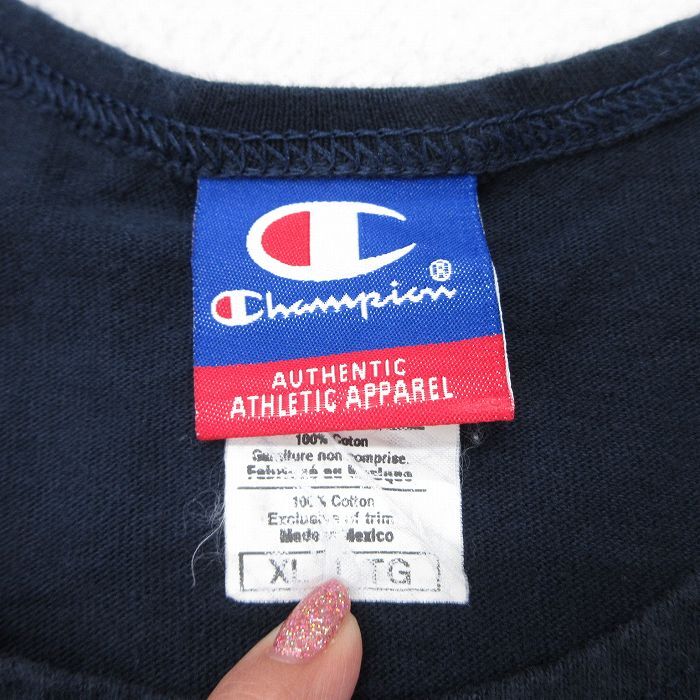 Champion®
AUTHENTIC
ATHLETIC APPAREL
100% Coton
Garniture non comprise.
Fabriqué au Mexique
100% Cotton
Exclusive of trim
Made in Mexico
XL TG